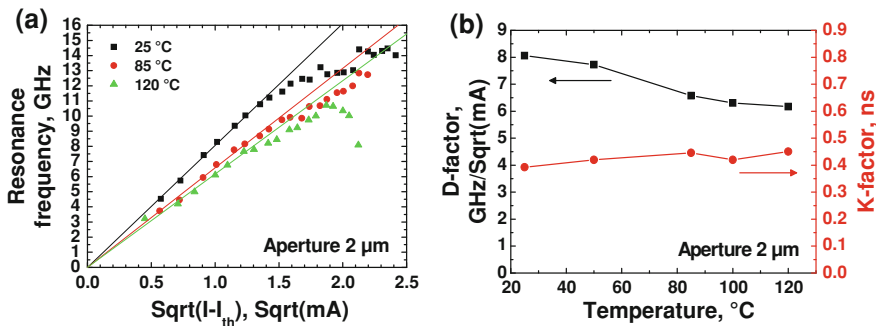 (a)
16
15
14
13
12
11
10
9
8
7
6
5
4
3
2
1
0
Resonance
frequency, GHz
25 °C
85 °C
120 °C
Aperture 2 µm
0.0 0.5 1.0 1.5 2.0 2.5
Sqrt(I-I_th), Sqrt(mA)
(b)
9
8
7
6
5
4
3
2
1
0
D-factor,
GHz/Sqrt(mA)
0.9
0.8
0.7
0.6
0.5
0.4
0.3
0.2
0.1
0.0
K-factor, ns
Aperture 2 µm
20 40 60 80 100 120
Temperature, °C